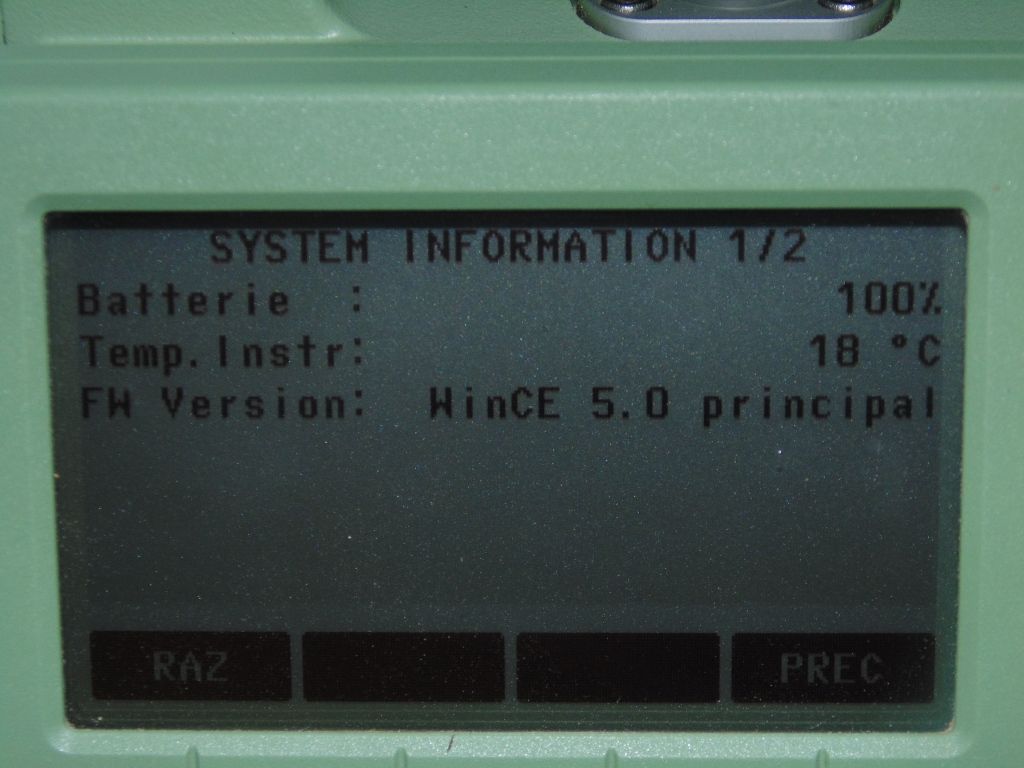 SYSTEM INFORMATION 1/2
Batterie : 100%
Temp.Instr: 18 °C
FW Version: WinCE 5.0 principal
RAZ PREC